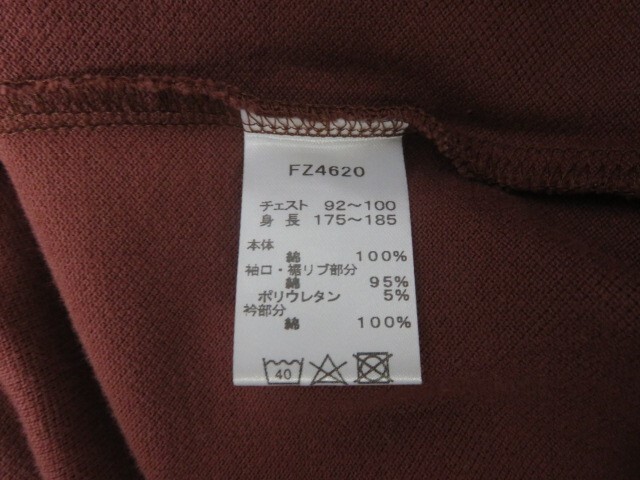 FZ4620
チェスト 92～100
身長 175～185
本体
綿 100%
袖口・裾リブ部分
綿 95%
ポリウレタン 5%
衿部分
綿 100%
40